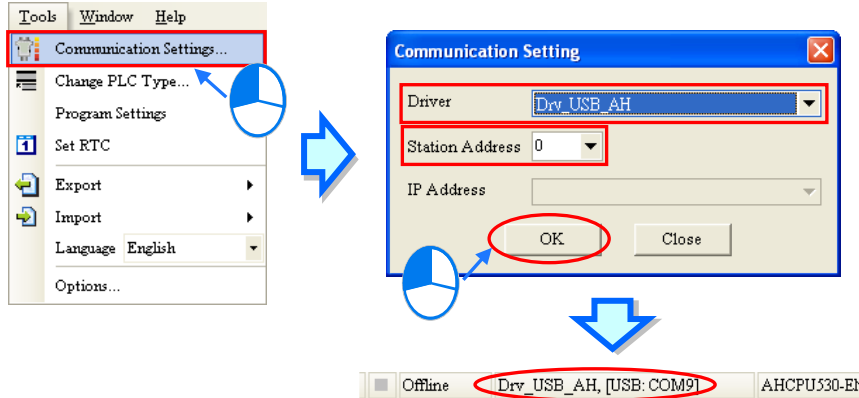 Tools Window Help
Communication Settings...
Change PLC Type...
Program Settings
1 Set RTC
Export
Import
Language English
Options...
Communication Setting
Driver Drv_USB_AH
Station Address 0
IP Address
OK Close
Offline Drv_USB_AH, [USB: COM9] AHCPU530-EN